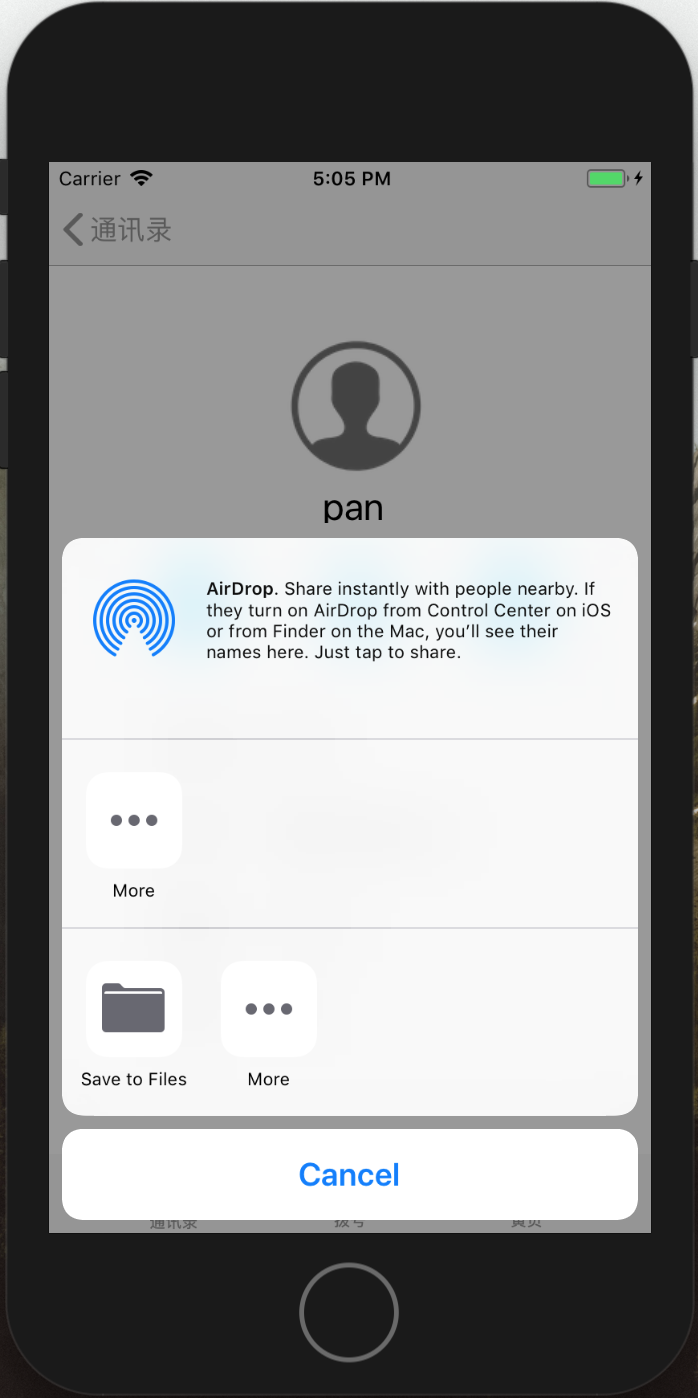 Carrier
5:05 PM
通讯录
pan
AirDrop. Share instantly with people nearby. If
they turn on AirDrop from Control Center on iOS
or from Finder on the Mac, you’ll see their
names here. Just tap to share.
More
Save to Files
More
Cancel
通讯录
拨号
黄页